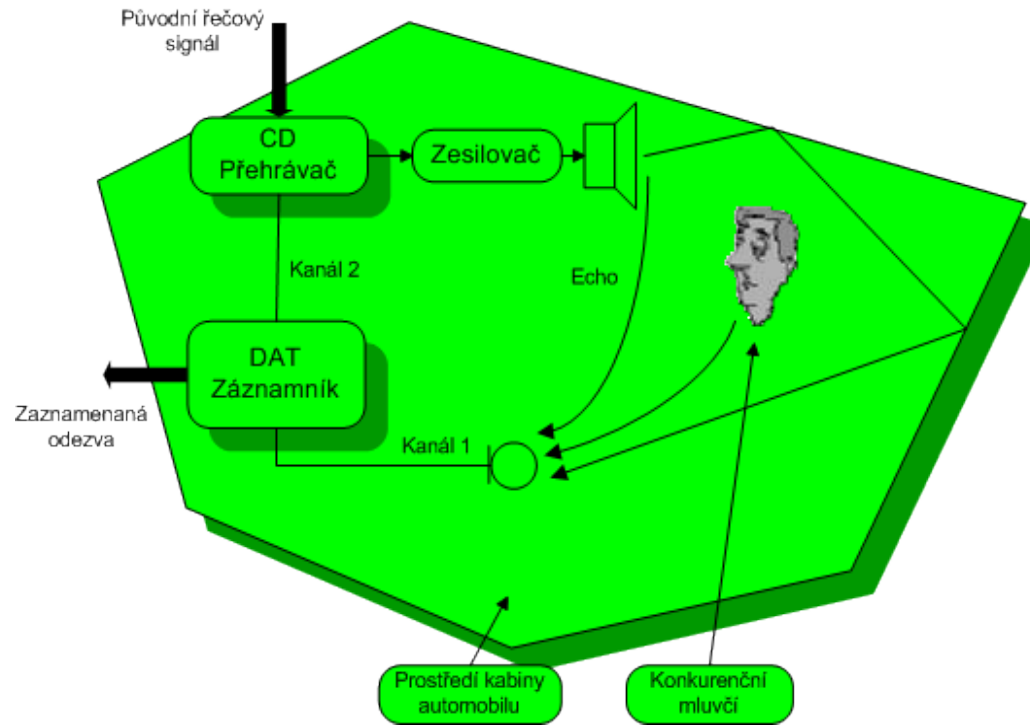 Původní řečový
signál
CD
Přehrávač
Zesilovač
Kanál 2
Echo
DAT
Záznamník
Zaznamenaná
odezva
Kanál 1
Prostředí kabiny
automobilu
Konkurenční
mluvčí